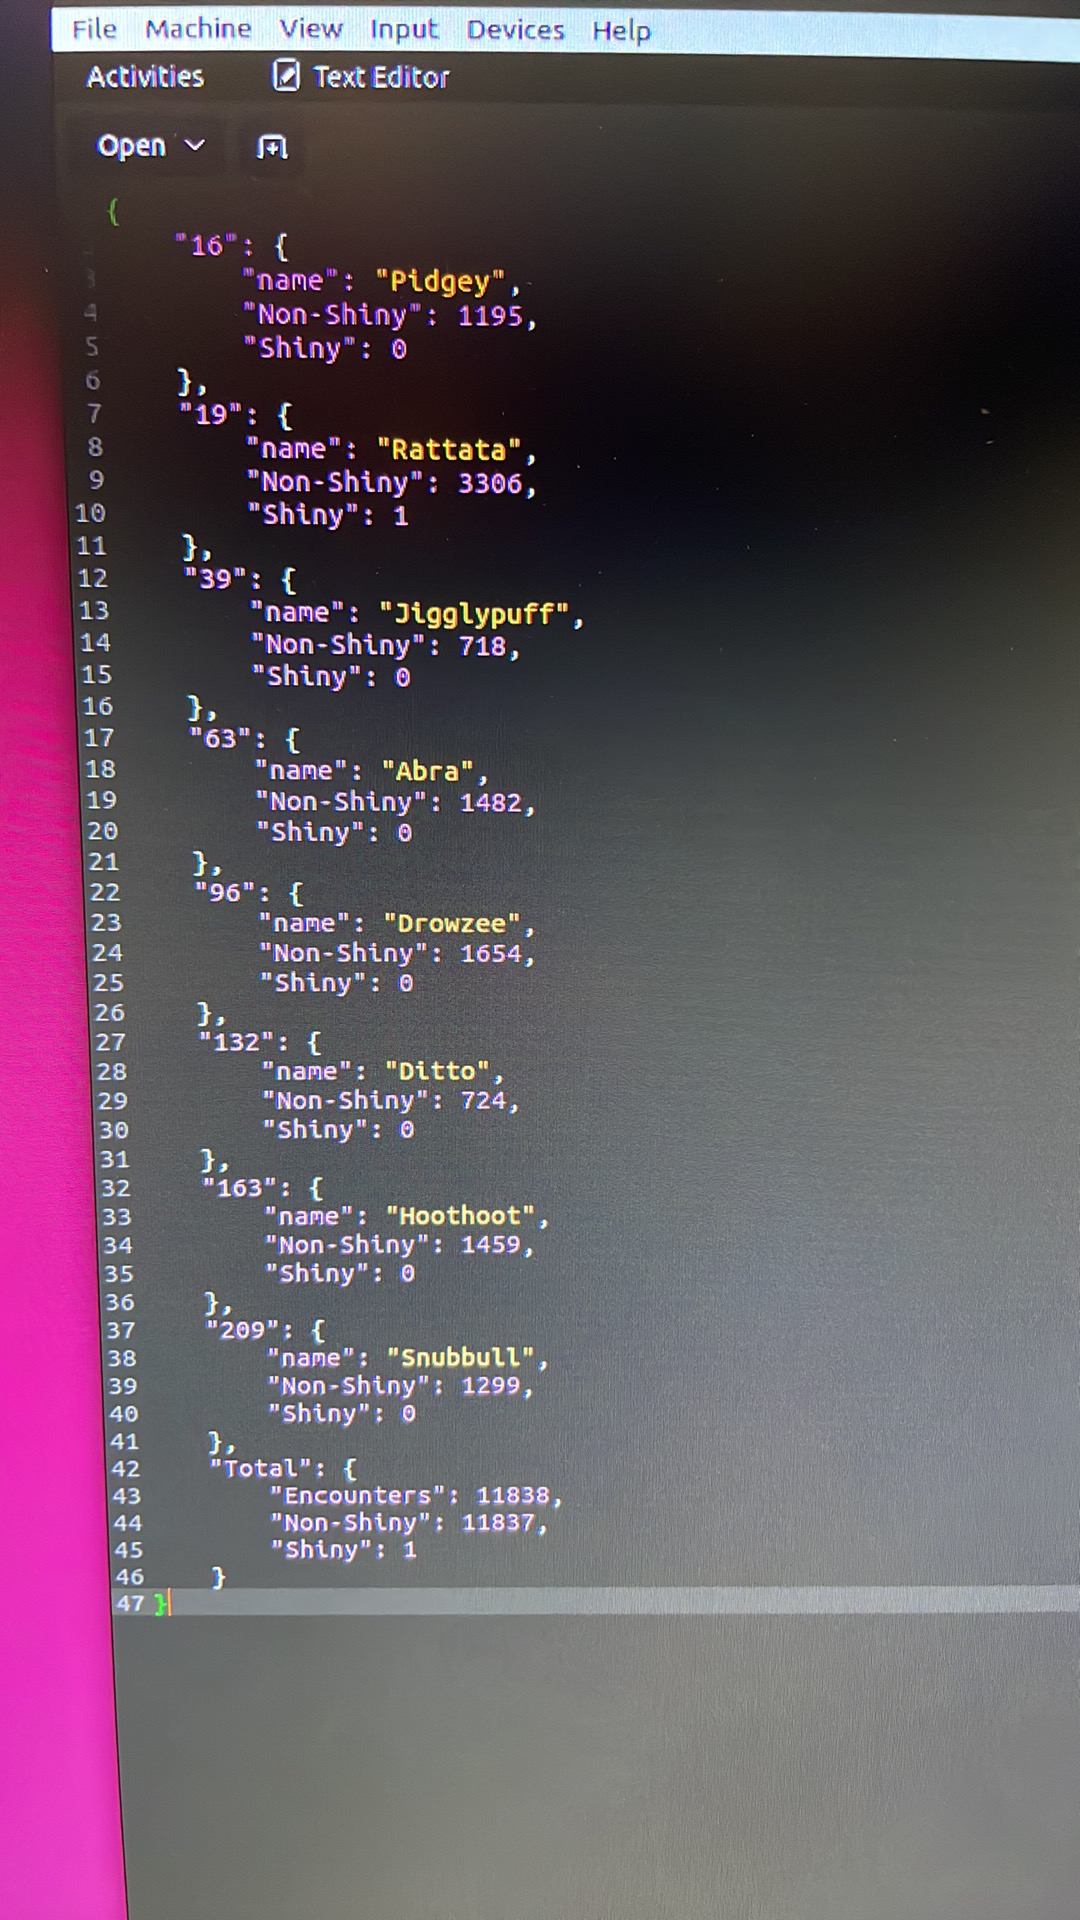 File Machine View Input Devices Help
Activities Text Editor
Open
{
"16": {
3 "name": "Pidgey",
4 "Non-Shiny": 1195,
5 "Shiny": 0
6 },
7 "19": {
8 "name": "Rattata",
9 "Non-Shiny": 3306,
10 "Shiny": 1
11 },
12 "39": {
13 "name": "Jigglypuff",
14 "Non-Shiny": 718,
15 "Shiny": 0
16 },
17 "63": {
18 "name": "Abra",
19 "Non-Shiny": 1482,
20 "Shiny": 0
21 },
22 "96": {
23 "name": "Drowzee",
24 "Non-Shiny": 1654,
25 "Shiny": 0
26 },
27 "132": {
28 "name": "Ditto",
29 "Non-Shiny": 724,
30 "Shiny": 0
31 },
32 "163": {
33 "name": "Hoothoot",
34 "Non-Shiny": 1459,
35 "Shiny": 0
36 },
37 "209": {
38 "name": "Snubbull",
39 "Non-Shiny": 1299,
40 "Shiny": 0
41 },
42 "Total": {
43 "Encounters": 11838,
44 "Non-Shiny": 11837,
45 "Shiny": 1
46 }
47 }